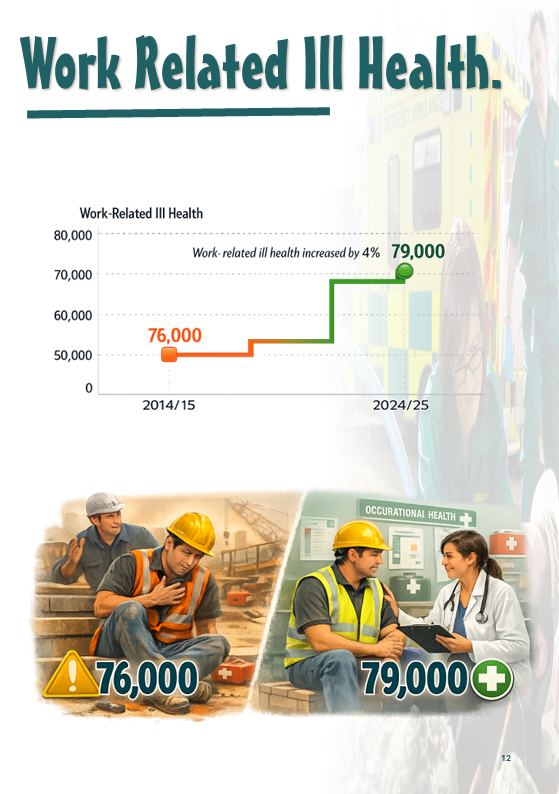 Work Related Ill Health.
Work-Related Ill Health
80,000
Work-related ill health increased by 4% 79,000
70,000
60,000
76,000
50,000
0
2014/15 2024/25
OCCURATIONAL HEALTH
76,000 79,000
12